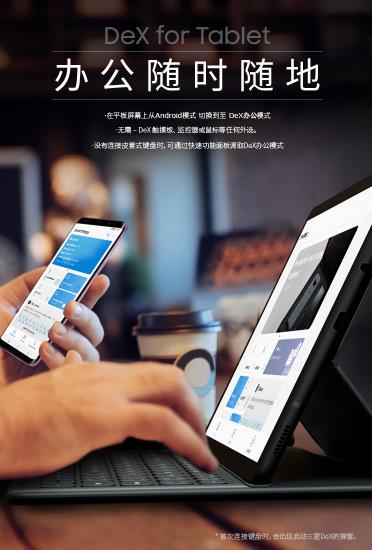 DeX for Tablet
办公随时随地
·在平板屏幕上从Android模式 切换到至 DeX办公模式
·无需 – DeX 触摸板、监控器或鼠标等任何外设。
·没有连接皮套式键盘时, 可通过快速功能面板调取DeX办公模式
* 首次连接键盘时, 会出现启动三星DeX的弹窗。